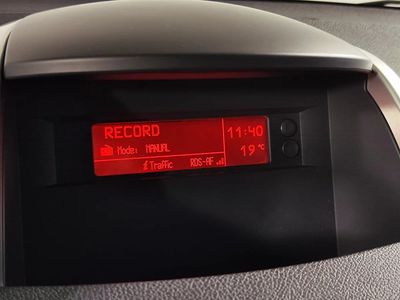 RECORD 11:40
Mode: MANUAL 19°C
i Traffic RDS-AF